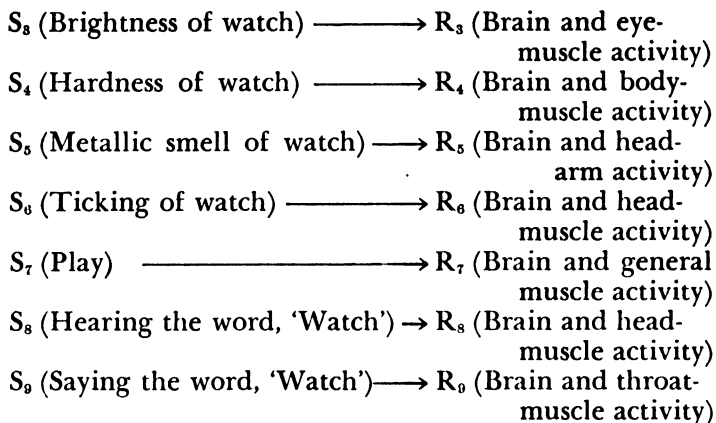 S₃ (Brightness of watch) ⟶ R₃ (Brain and eye-
muscle activity)
S₄ (Hardness of watch) ⟶ R₄ (Brain and body-
muscle activity)
S₅ (Metallic smell of watch) ⟶ R₅ (Brain and head-
arm activity)
S₆ (Ticking of watch) ⟶ R₆ (Brain and head-
muscle activity)
S₇ (Play) ⟶ R₇ (Brain and general
muscle activity)
S₈ (Hearing the word, 'Watch') → R₈ (Brain and head-
muscle activity)
S₉ (Saying the word, 'Watch') ⟶ R₉ (Brain and throat-
muscle activity)